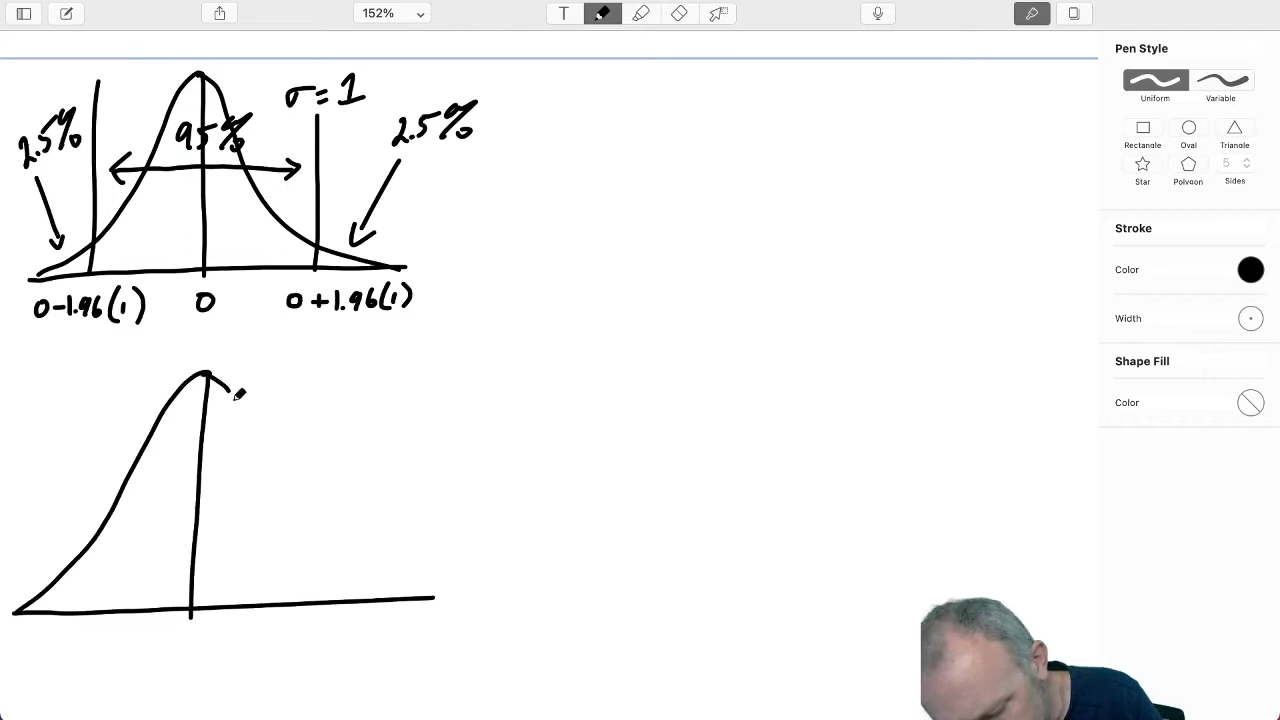 152%
T
Pen Style
Uniform Variable
Rectangle Oval Triangle
5
Star Polygon Sides
Stroke
Color
Width
Shape Fill
Color
σ = 1
2.5% 95% 2.5%
0-1.96(1) 0 0+1.96(1)